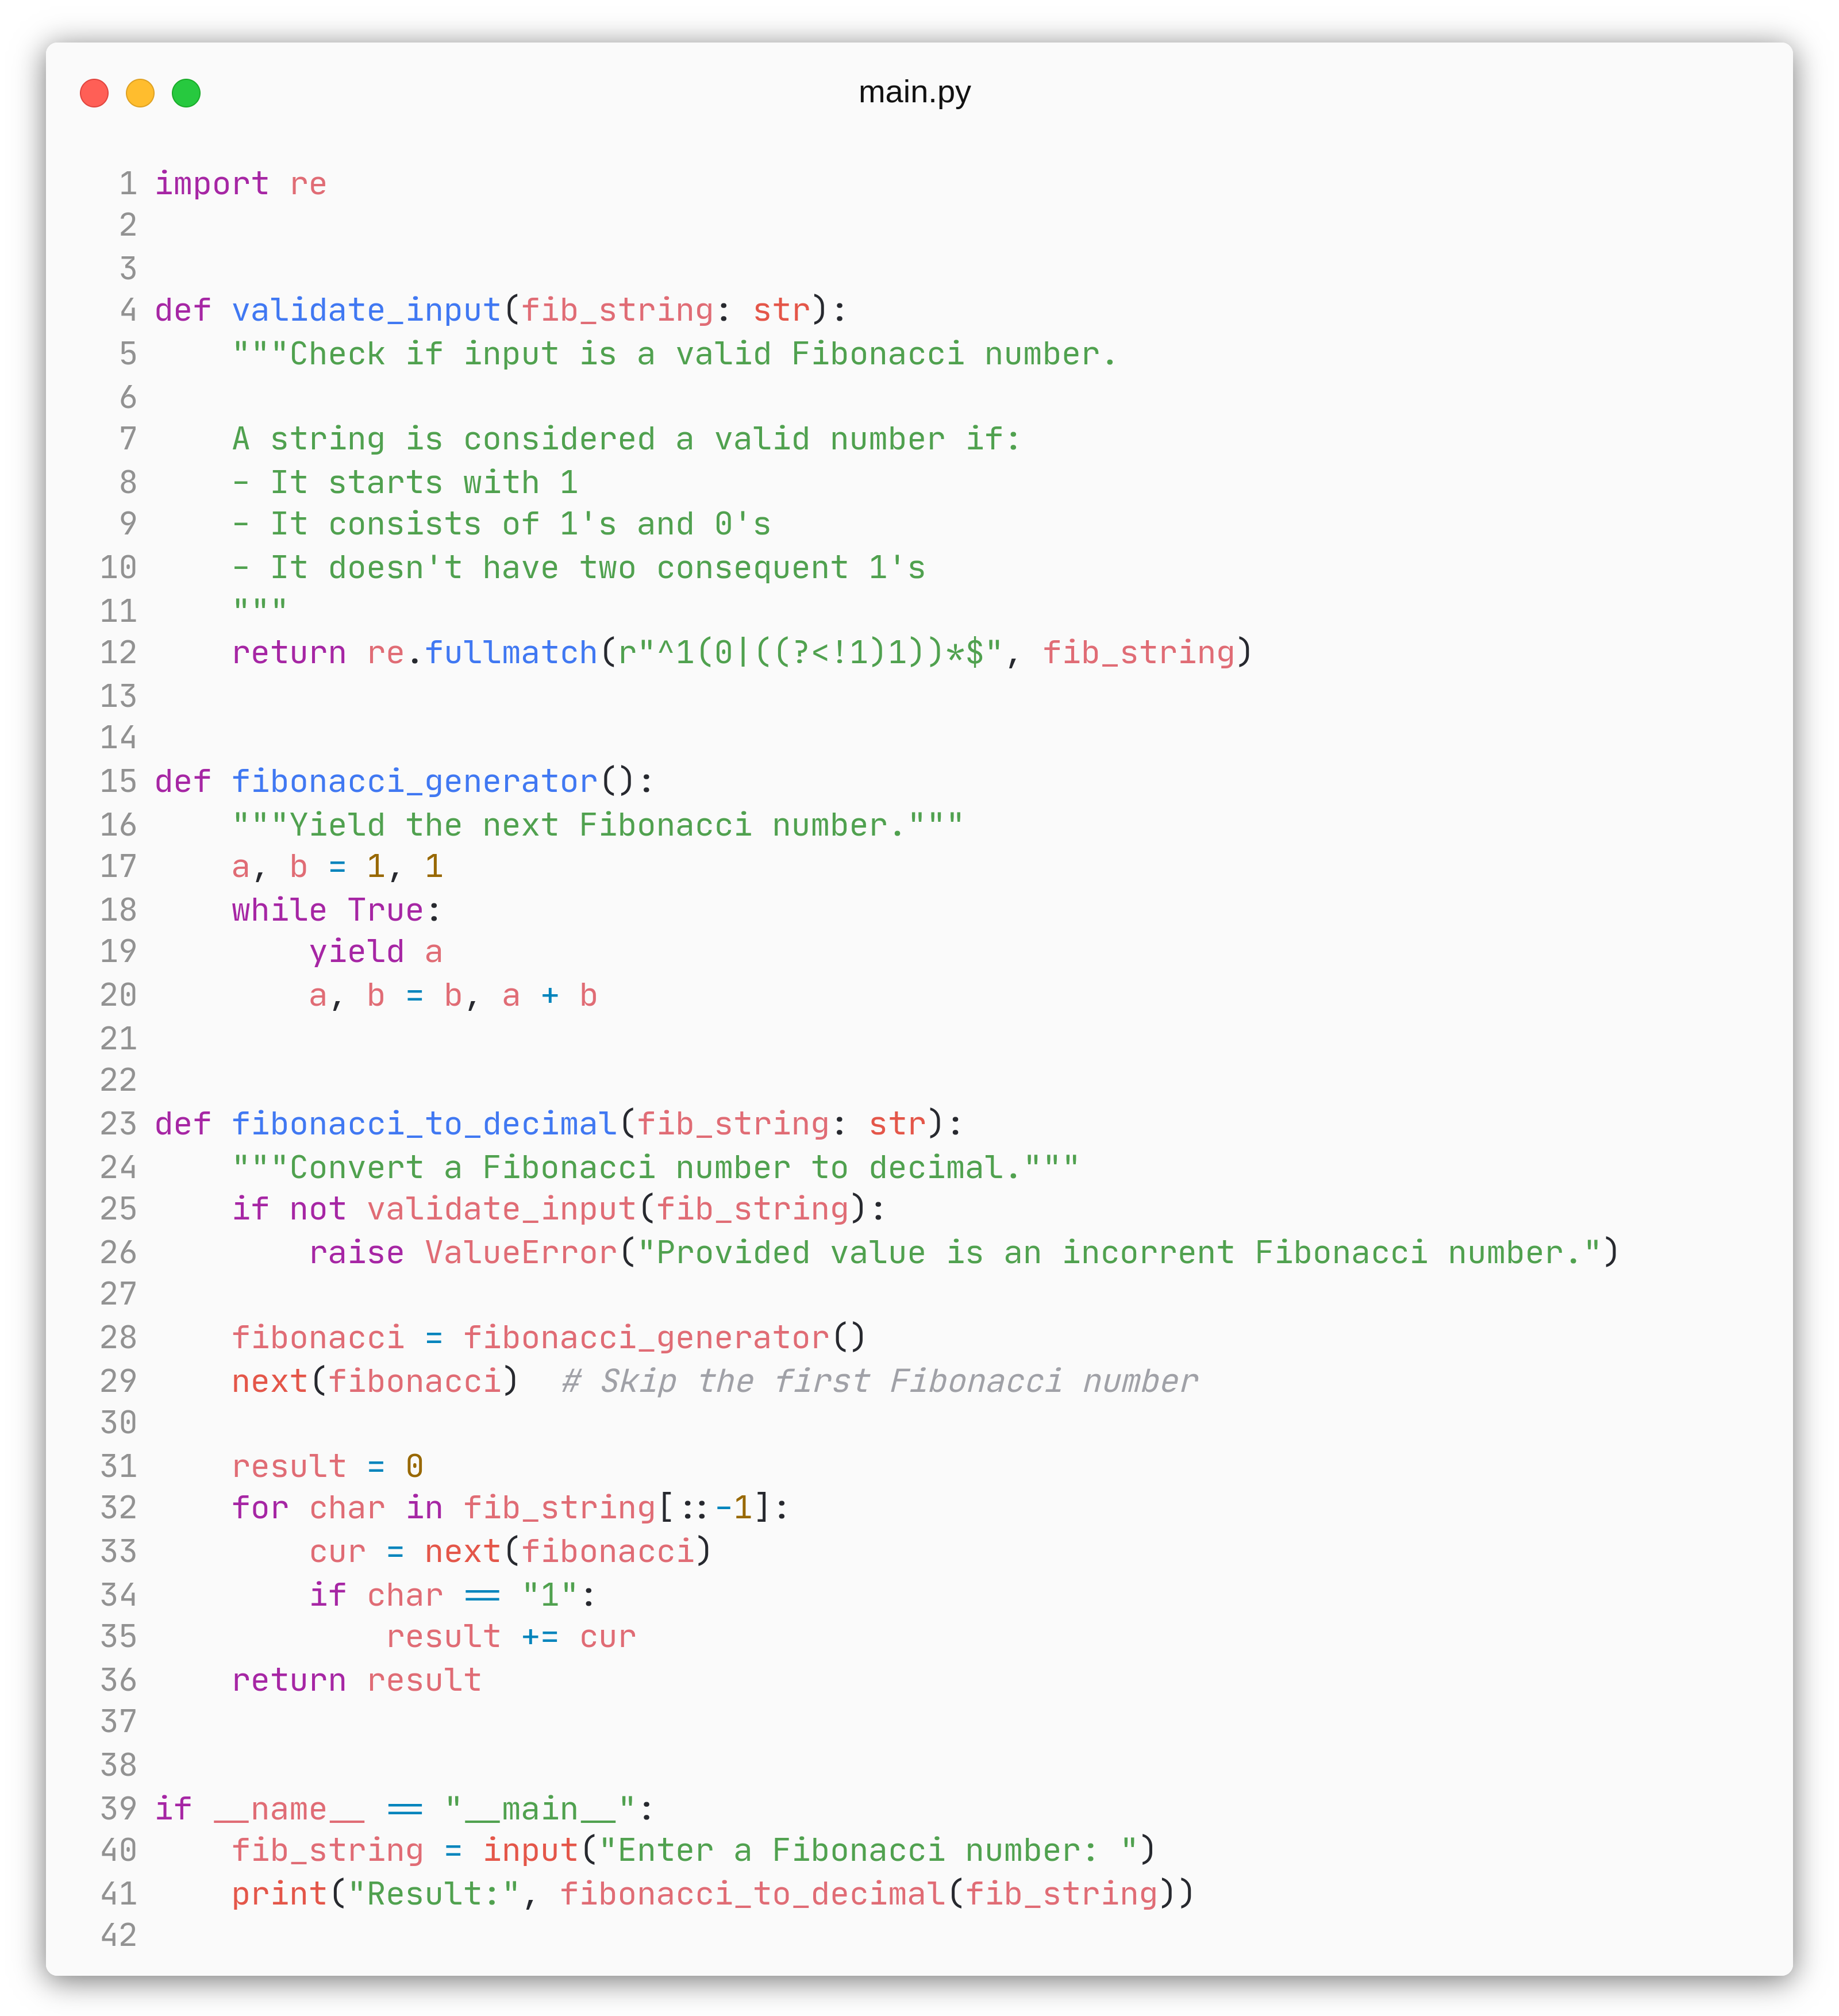 main.py
1 import re
2
3
4 def validate_input(fib_string: str):
5     """Check if input is a valid Fibonacci number.
6
7     A string is considered a valid number if:
8     - It starts with 1
9     - It consists of 1's and 0's
10     - It doesn't have two consequent 1's
11     """
12     return re.fullmatch(r"^1(0|((?<!1)1))*$", fib_string)
13
14
15 def fibonacci_generator():
16     """Yield the next Fibonacci number."""
17     a, b = 1, 1
18     while True:
19         yield a
20         a, b = b, a + b
21
22
23 def fibonacci_to_decimal(fib_string: str):
24     """Convert a Fibonacci number to decimal."""
25     if not validate_input(fib_string):
26         raise ValueError("Provided value is an incorrent Fibonacci number.")
27
28     fibonacci = fibonacci_generator()
29     next(fibonacci)  # Skip the first Fibonacci number
30
31     result = 0
32     for char in fib_string[::-1]:
33         cur = next(fibonacci)
34         if char == "1":
35             result += cur
36     return result
37
38
39 if __name__ == "__main__":
40     fib_string = input("Enter a Fibonacci number: ")
41     print("Result:", fibonacci_to_decimal(fib_string))
42